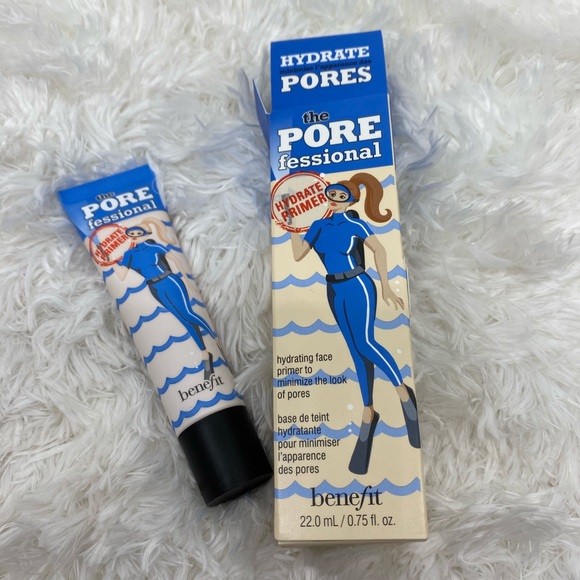 HYDRATE
PORES
the
PORE
fessional
HYDRATE
PRIMER
hydrating face
primer to
minimize the look
of pores
base de teint
hydratante
pour minimiser
l'apparence
des pores
benefit
22.0 mL / 0.75 fl. oz.
the
PORE
fessional
HYDRATE
PRIMER
benefit